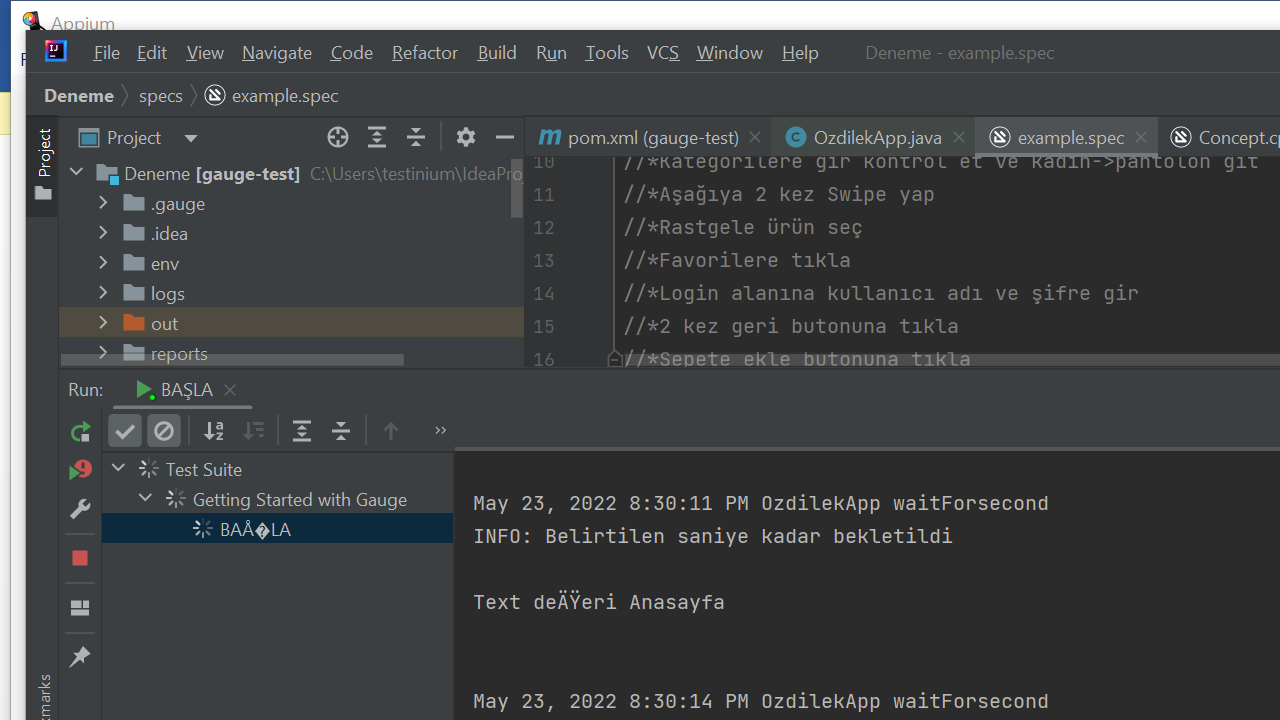 Appium
File Edit View Navigate Code Refactor Build Run Tools VCS Window Help Deneme - example.spec
Deneme specs example.spec
Project
Project
pom.xml (gauge-test) OzdilekApp.java example.spec Concept.cp
Deneme [gauge-test] C:\Users\testinium\IdeaPro
.gauge
.idea
env
logs
out
reports
10 //*Kategorilere gir kontrol et ve kadın->pantolon git
11 //*Aşağıya 2 kez Swipe yap
12 //*Rastgele ürün seç
13 //*Favorilere tıkla
14 //*Login alanına kullanıcı adı ve şifre gir
15 //*2 kez geri butonuna tıkla
16 //*Sepete ekle butonuna tıkla
Run: BAŞLA
Test Suite
Getting Started with Gauge
BAÅ�LA
May 23, 2022 8:30:11 PM OzdilekApp waitForsecond
INFO: Belirtilen saniye kadar bekletildi
Text deÄŸeri Anasayfa
May 23, 2022 8:30:14 PM OzdilekApp waitForsecond